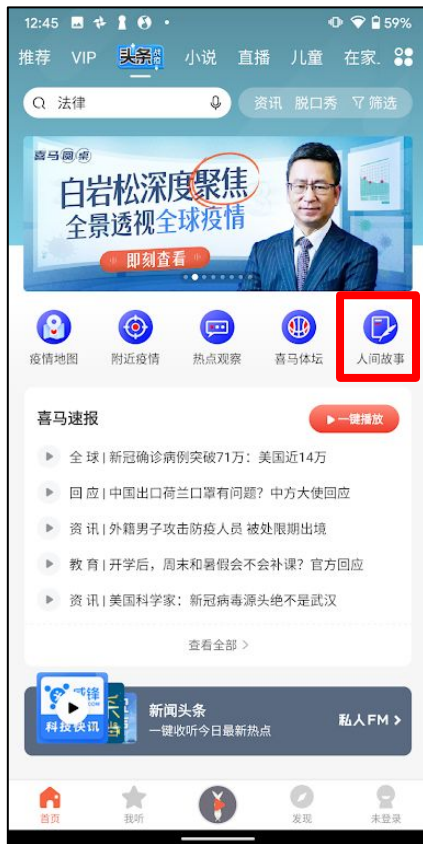 12:45
59%
推荐 VIP 头条 小说 直播 儿童 在家
法律
资讯 脱口秀 筛选
喜马圆桌
白岩松深度聚焦
全景透视全球疫情
即刻查看
疫情地图 附近疫情 热点观察 喜马体坛 人间故事
喜马速报
一键播放
全球|新冠确诊病例突破71万：美国近14万
回应|中国出口荷兰口罩有问题？中方大使回应
资讯|外籍男子攻击防疫人员 被处限期出境
教育|开学后，周末和暑假会不会补课？官方回应
资讯|美国科学家：新冠病毒源头绝不是武汉
查看全部 >
科技快讯
新闻头条
一键收听今日最新热点
私人FM >
首页 我听 发现 未登录